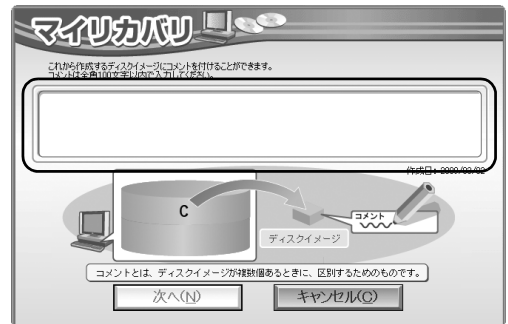 マイリカバリ
これから作成するディスクイメージにコメントを付けることができます。
コメントは全角100文字以内で入力してください。
作成日：2009/03/02
C
コメント
ディスクイメージ
コメントとは、ディスクイメージが複数個あるときに、区別するためのものです。
次へ(N)
キャンセル(C)